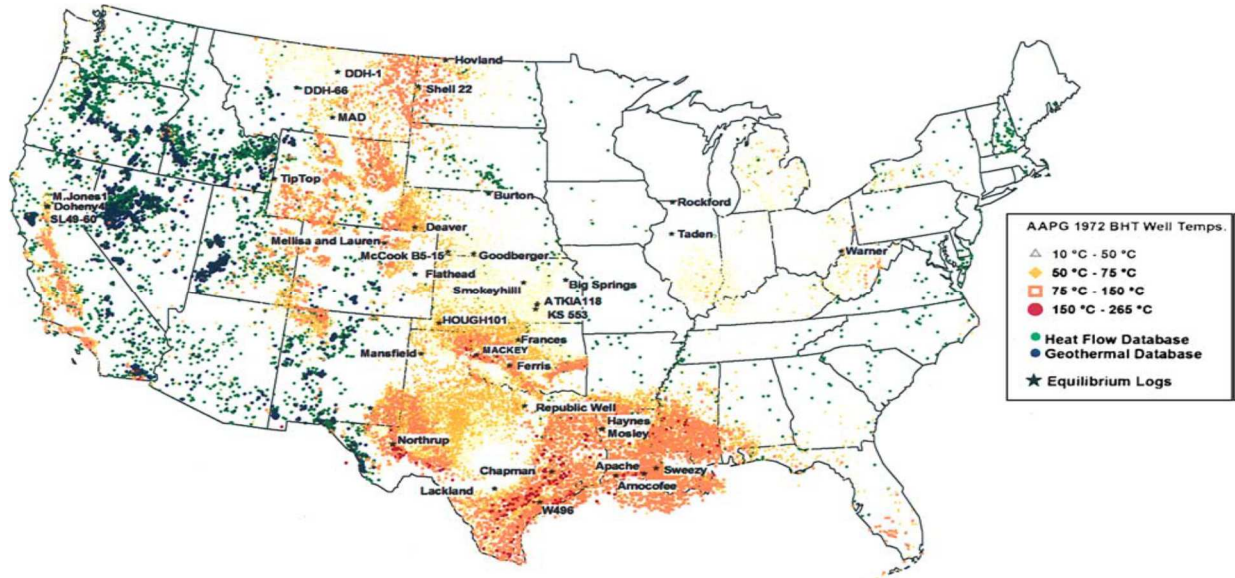 Hovland
DDH-1
DDH-66
Shell 22
MAD
TipTop
Burton
M.Jones1
Doheny4
SL49-60
Rockford
Deaver
Taden
Mellisa and Lauren
Warner
McCook B5-15
Goodberger
Flathead
Smokeyhilll
Big Springs
ATKIA118
KS 553
HOUGH101
Frances
Mansfield
MACKEY
Ferris
Republic Well
Haynes
Mosley
Northrup
Chapman
Apache
Sweezy
Arnocofee
Lackland
W496
AAPG 1972 BHT Well Temps.
10 °C - 50 °C
50 °C - 75 °C
75 °C - 150 °C
150 °C - 265 °C
Heat Flow Database
Geothermal Database
Equilibrium Logs